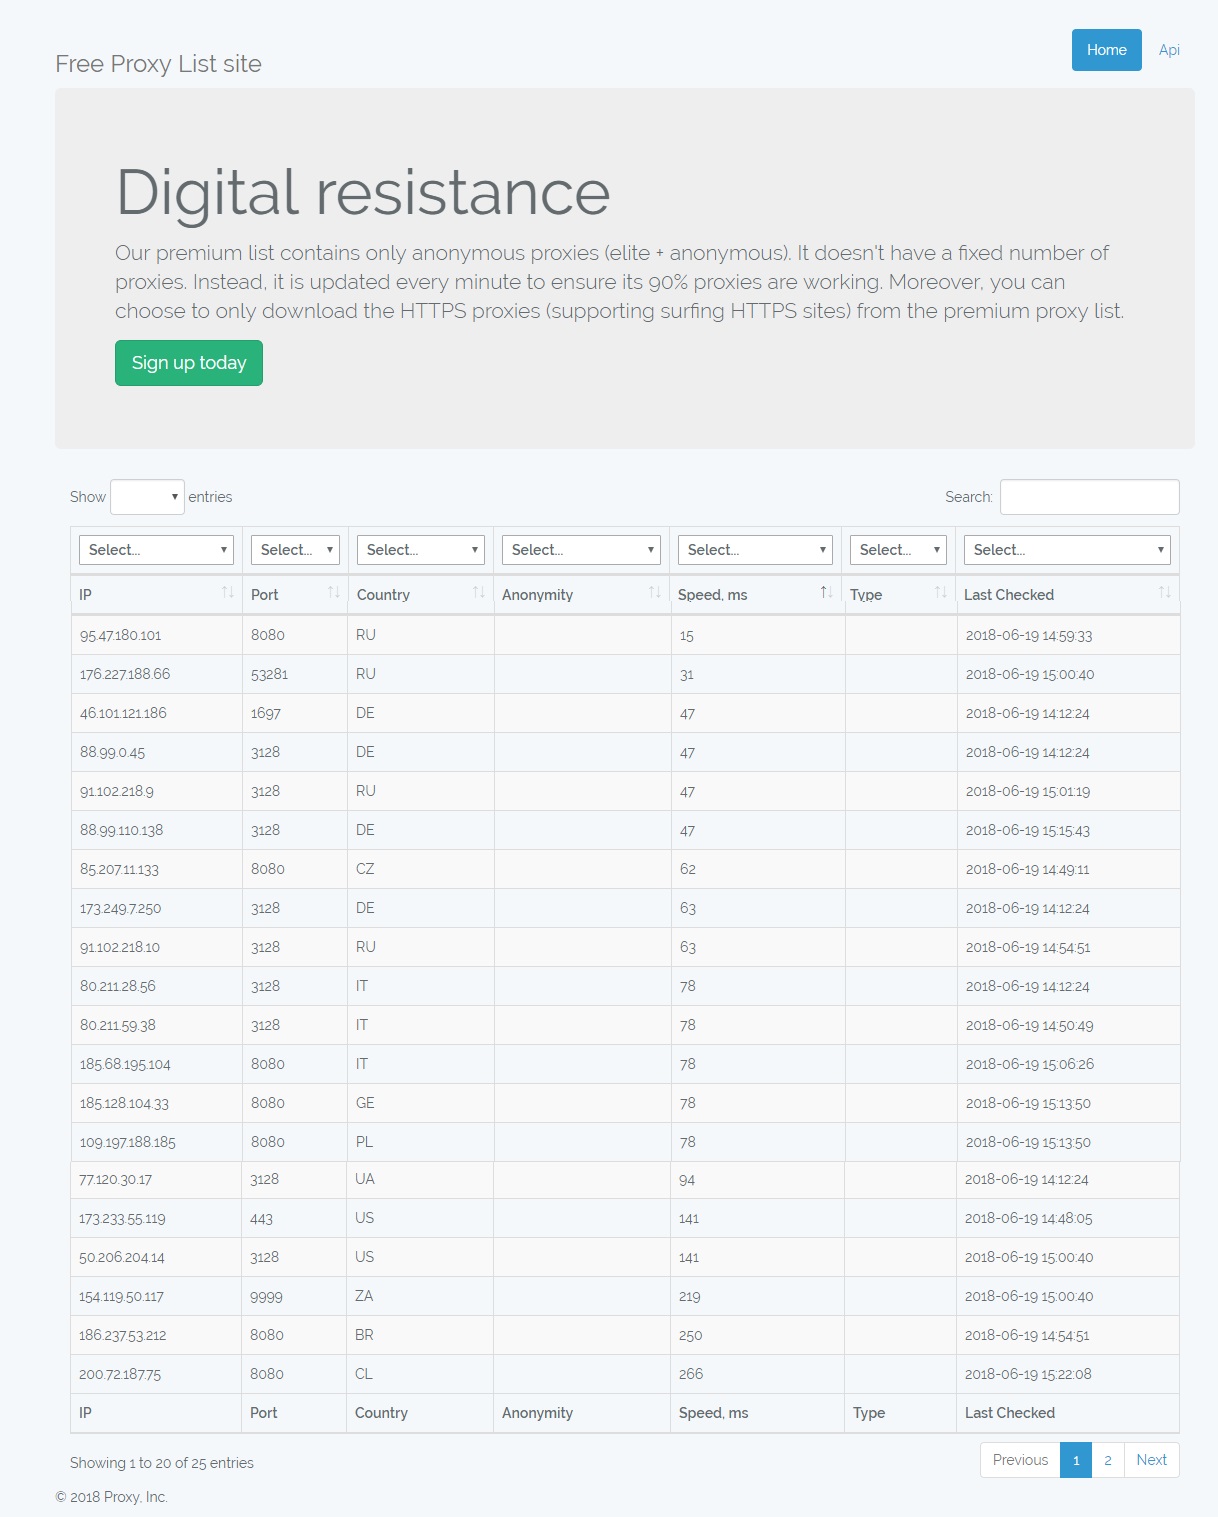 Free Proxy List site
Home Api
Digital resistance
Our premium list contains only anonymous proxies (elite + anonymous). It doesn't have a fixed number of
proxies. Instead, it is updated every minute to ensure its 90% proxies are working. Moreover, you can
choose to only download the HTTPS proxies (supporting surfing HTTPS sites) from the premium proxy list.
Sign up today
Show entries Search:
Select... Select... Select... Select... Select... Select... Select...
IP Port Country Anonymity Speed, ms Type Last Checked
95.47.180.101 8080 RU 15 2018-06-19 14:59:33
176.227.188.66 53281 RU 31 2018-06-19 15:00:40
46.101.121.186 1697 DE 47 2018-06-19 14:12:24
88.99.0.45 3128 DE 47 2018-06-19 14:12:24
91.102.218.9 3128 RU 47 2018-06-19 15:01:19
88.99.110.138 3128 DE 47 2018-06-19 15:15:43
85.207.11.133 8080 CZ 62 2018-06-19 14:49:11
173.249.7.250 3128 DE 63 2018-06-19 14:12:24
91.102.218.10 3128 RU 63 2018-06-19 14:54:51
80.211.28.56 3128 IT 78 2018-06-19 14:12:24
80.211.59.38 3128 IT 78 2018-06-19 14:50:49
185.68.195.104 8080 IT 78 2018-06-19 15:06:26
185.128.104.33 8080 GE 78 2018-06-19 15:13:50
109.197.188.185 8080 PL 78 2018-06-19 15:13:50
77.120.30.17 3128 UA 94 2018-06-19 14:12:24
173.233.55.119 443 US 141 2018-06-19 14:48:05
50.206.204.14 3128 US 141 2018-06-19 15:00:40
154.119.50.117 9999 ZA 219 2018-06-19 15:00:40
186.237.53.212 8080 BR 250 2018-06-19 14:54:51
200.72.187.75 8080 CL 266 2018-06-19 15:22:08
IP Port Country Anonymity Speed, ms Type Last Checked
Showing 1 to 20 of 25 entries
Previous 1 2 Next
© 2018 Proxy, Inc.